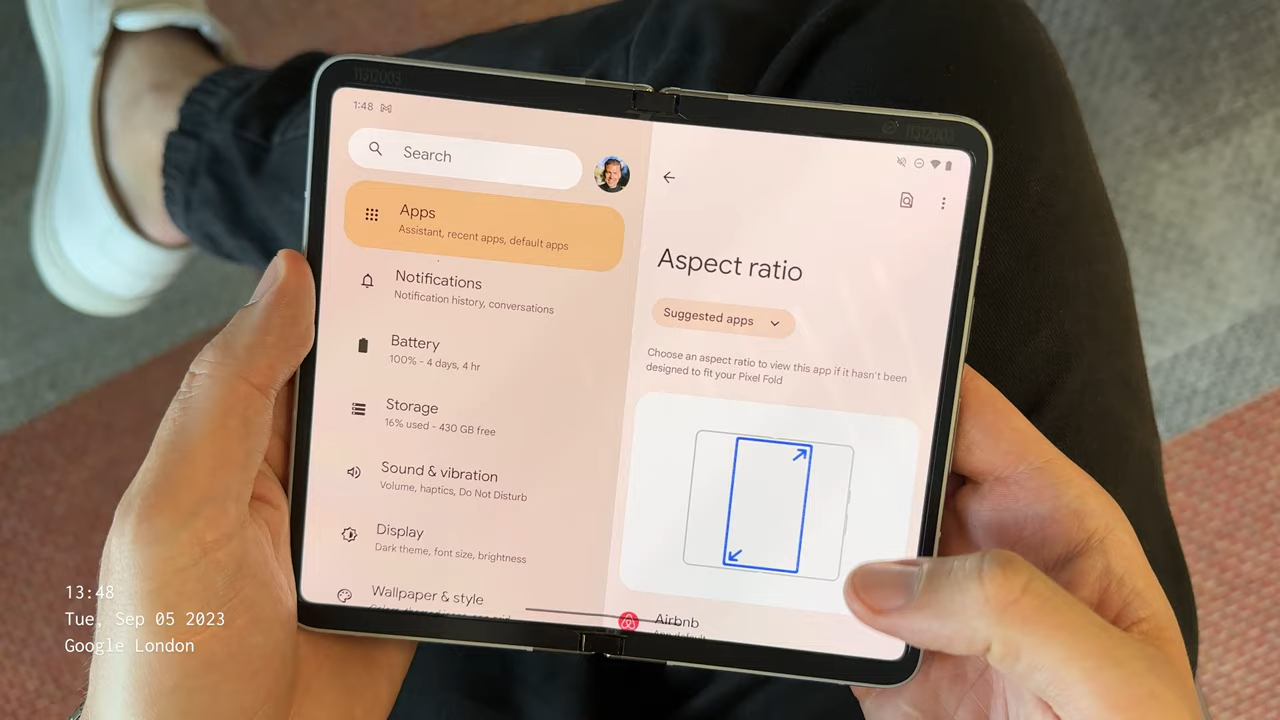 1:48
Search
Apps
Assistant, recent apps, default apps
Notifications
Notification history, conversations
Battery
100% - 4 days, 4 hr
Storage
16% used - 430 GB free
Sound & vibration
Volume, haptics, Do Not Disturb
Display
Dark theme, font size, brightness
Wallpaper & style
Aspect ratio
Suggested apps
Choose an aspect ratio to view this app if it hasn't been
designed to fit your Pixel Fold
Airbnb
App default
13:48
Tue, Sep 05 2023
Google London